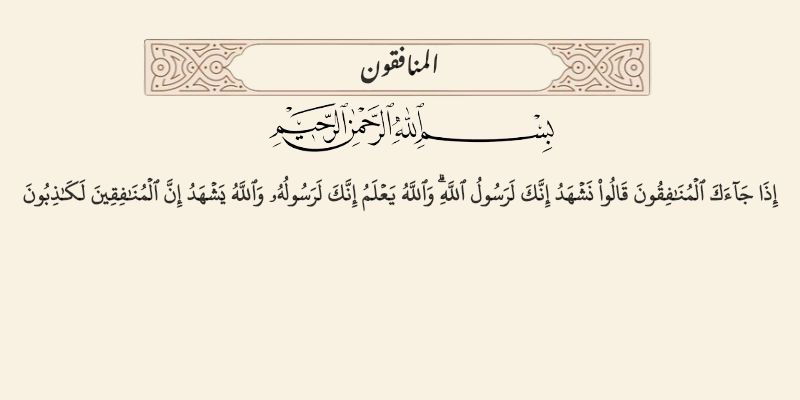 المنافقون
بِسْمِ ٱللَّهِ ٱلرَّحْمَٰنِ ٱلرَّحِيمِ
إِذَا جَآءَكَ ٱلْمُنَٰفِقُونَ قَالُوا۟ نَشْهَدُ إِنَّكَ لَرَسُولُ ٱللَّهِ ۗ وَٱللَّهُ يَعْلَمُ إِنَّكَ لَرَسُولُهُۥ وَٱللَّهُ يَشْهَدُ إِنَّ ٱلْمُنَٰفِقِينَ لَكَٰذِبُونَ